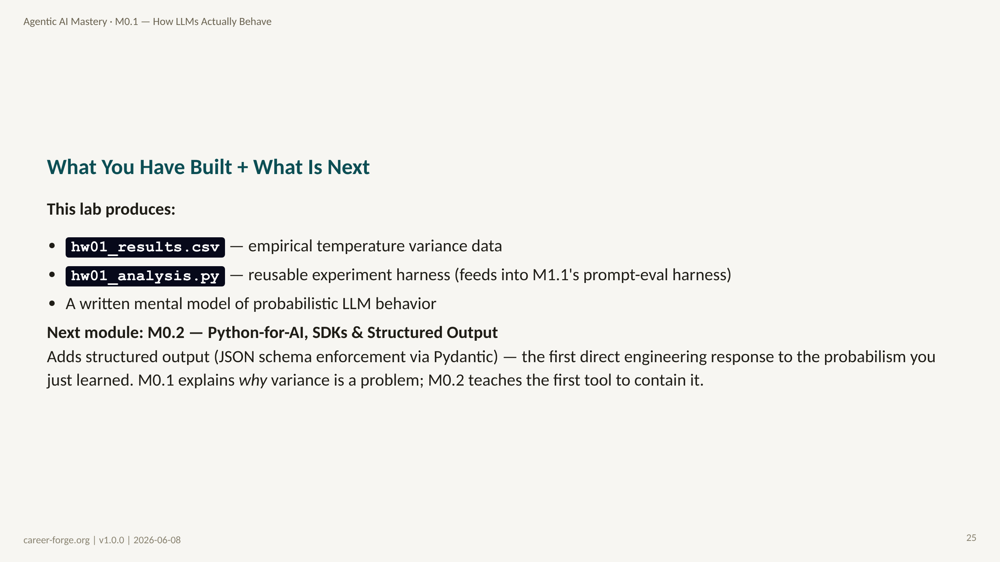 Agentic AI Mastery · M0.1 — How LLMs Actually Behave
What You Have Built + What Is Next
This lab produces:
• hw01_results.csv — empirical temperature variance data
• hw01_analysis.py — reusable experiment harness (feeds into M1.1's prompt-eval harness)
• A written mental model of probabilistic LLM behavior
Next module: M0.2 — Python-for-AI, SDKs & Structured Output
Adds structured output (JSON schema enforcement via Pydantic) — the first direct engineering response to the probabilism you
just learned. M0.1 explains why variance is a problem; M0.2 teaches the first tool to contain it.
career-forge.org | v1.0.0 | 2026-06-08
25